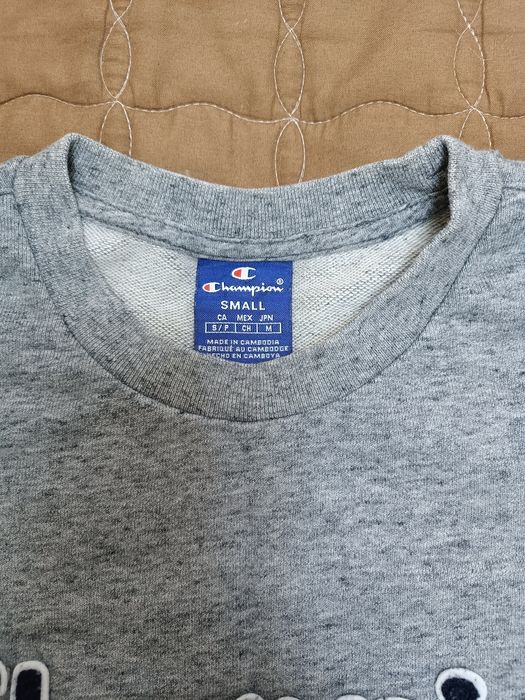 Champion®
SMALL
CA MEX JPN
S/P CH M
MADE IN CAMBODIA
FABRIQUÉ AU CAMBODGE
HECHO EN CAMBOYA